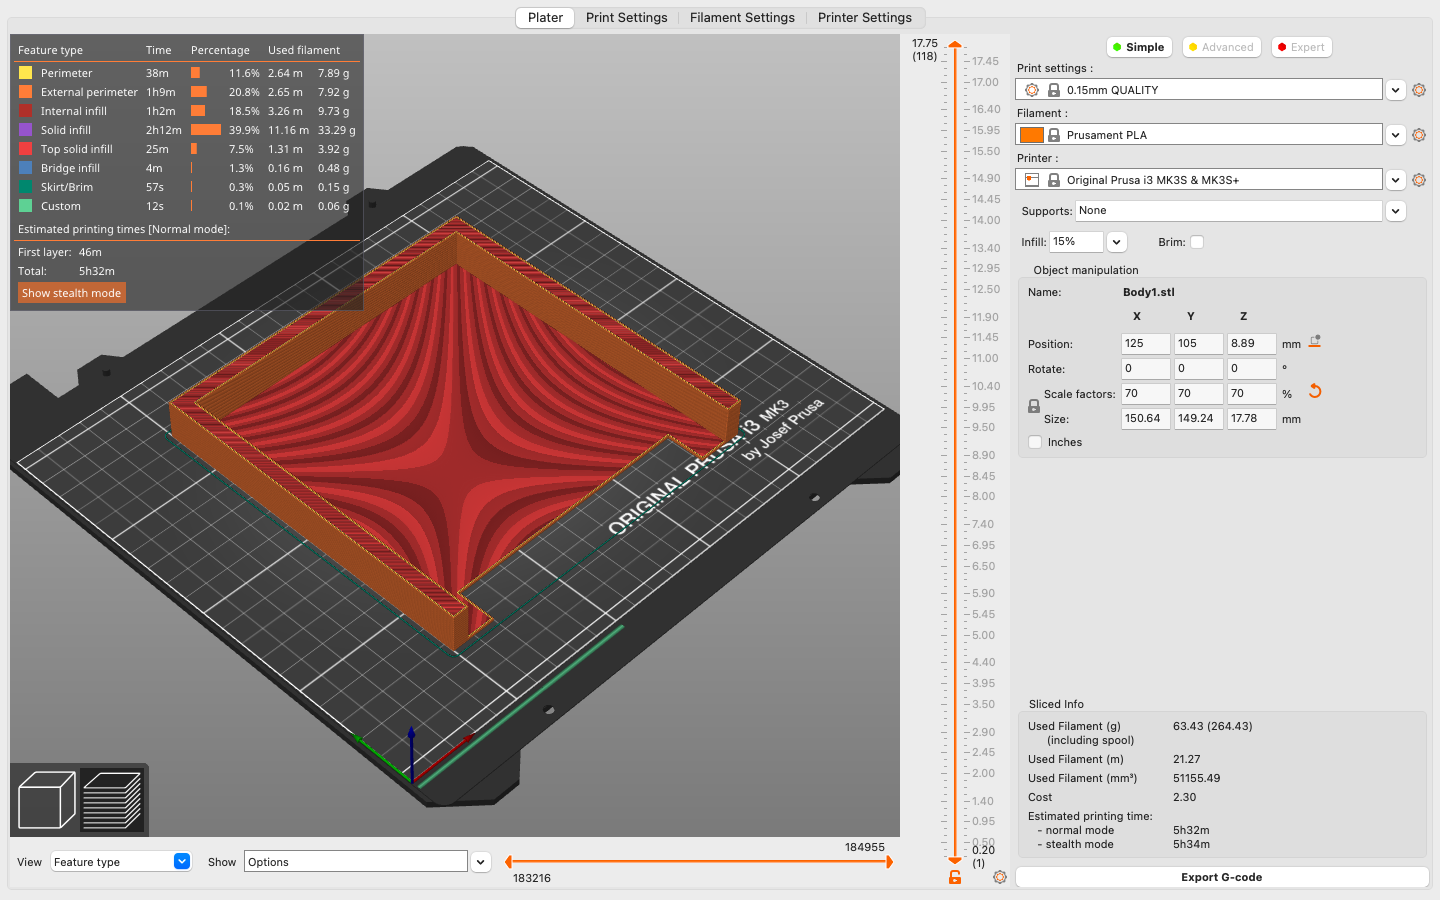 Plater Print Settings Filament Settings Printer Settings
Feature type Time Percentage Used filament
Perimeter 38m 11.6% 2.64 m 7.89 g
External perimeter 1h9m 20.8% 2.65 m 7.92 g
Internal infill 1h2m 18.5% 3.26 m 9.73 g
Solid infill 2h12m 39.9% 11.16 m 33.29 g
Top solid infill 25m 7.5% 1.31 m 3.92 g
Bridge infill 4m 1.3% 0.16 m 0.48 g
Skirt/Brim 57s 0.3% 0.05 m 0.15 g
Custom 12s 0.1% 0.02 m 0.06 g
Estimated printing times [Normal mode]:
First layer: 46m
Total: 5h32m
Show stealth mode
ORIGINAL PRUSA i3 MK3
by Josef Prusa
View Feature type Show Options
184955
183216
17.75
(118)
17.45
17.00
16.40
15.95
15.50
14.90
14.45
14.00
13.40
12.95
12.50
11.90
11.45
11.00
10.40
9.95
9.50
8.90
8.45
8.00
7.40
6.95
6.50
5.90
5.45
5.00
4.40
3.95
3.50
2.90
2.45
2.00
1.40
0.95
0.50
0.20
(1)
Simple Advanced Expert
Print settings :
0.15mm QUALITY
Filament :
Prusament PLA
Printer :
Original Prusa i3 MK3S & MK3S+
Supports: None
Infill: 15% Brim:
Object manipulation
Name: Body1.stl
X Y Z
Position: 125 105 8.89 mm
Rotate: 0 0 0 °
Scale factors: 70 70 70 %
Size: 150.64 149.24 17.78 mm
Inches
Sliced Info
Used Filament (g) 63.43 (264.43)
(including spool)
Used Filament (m) 21.27
Used Filament (mm³) 51155.49
Cost 2.30
Estimated printing time:
- normal mode 5h32m
- stealth mode 5h34m
Export G-code